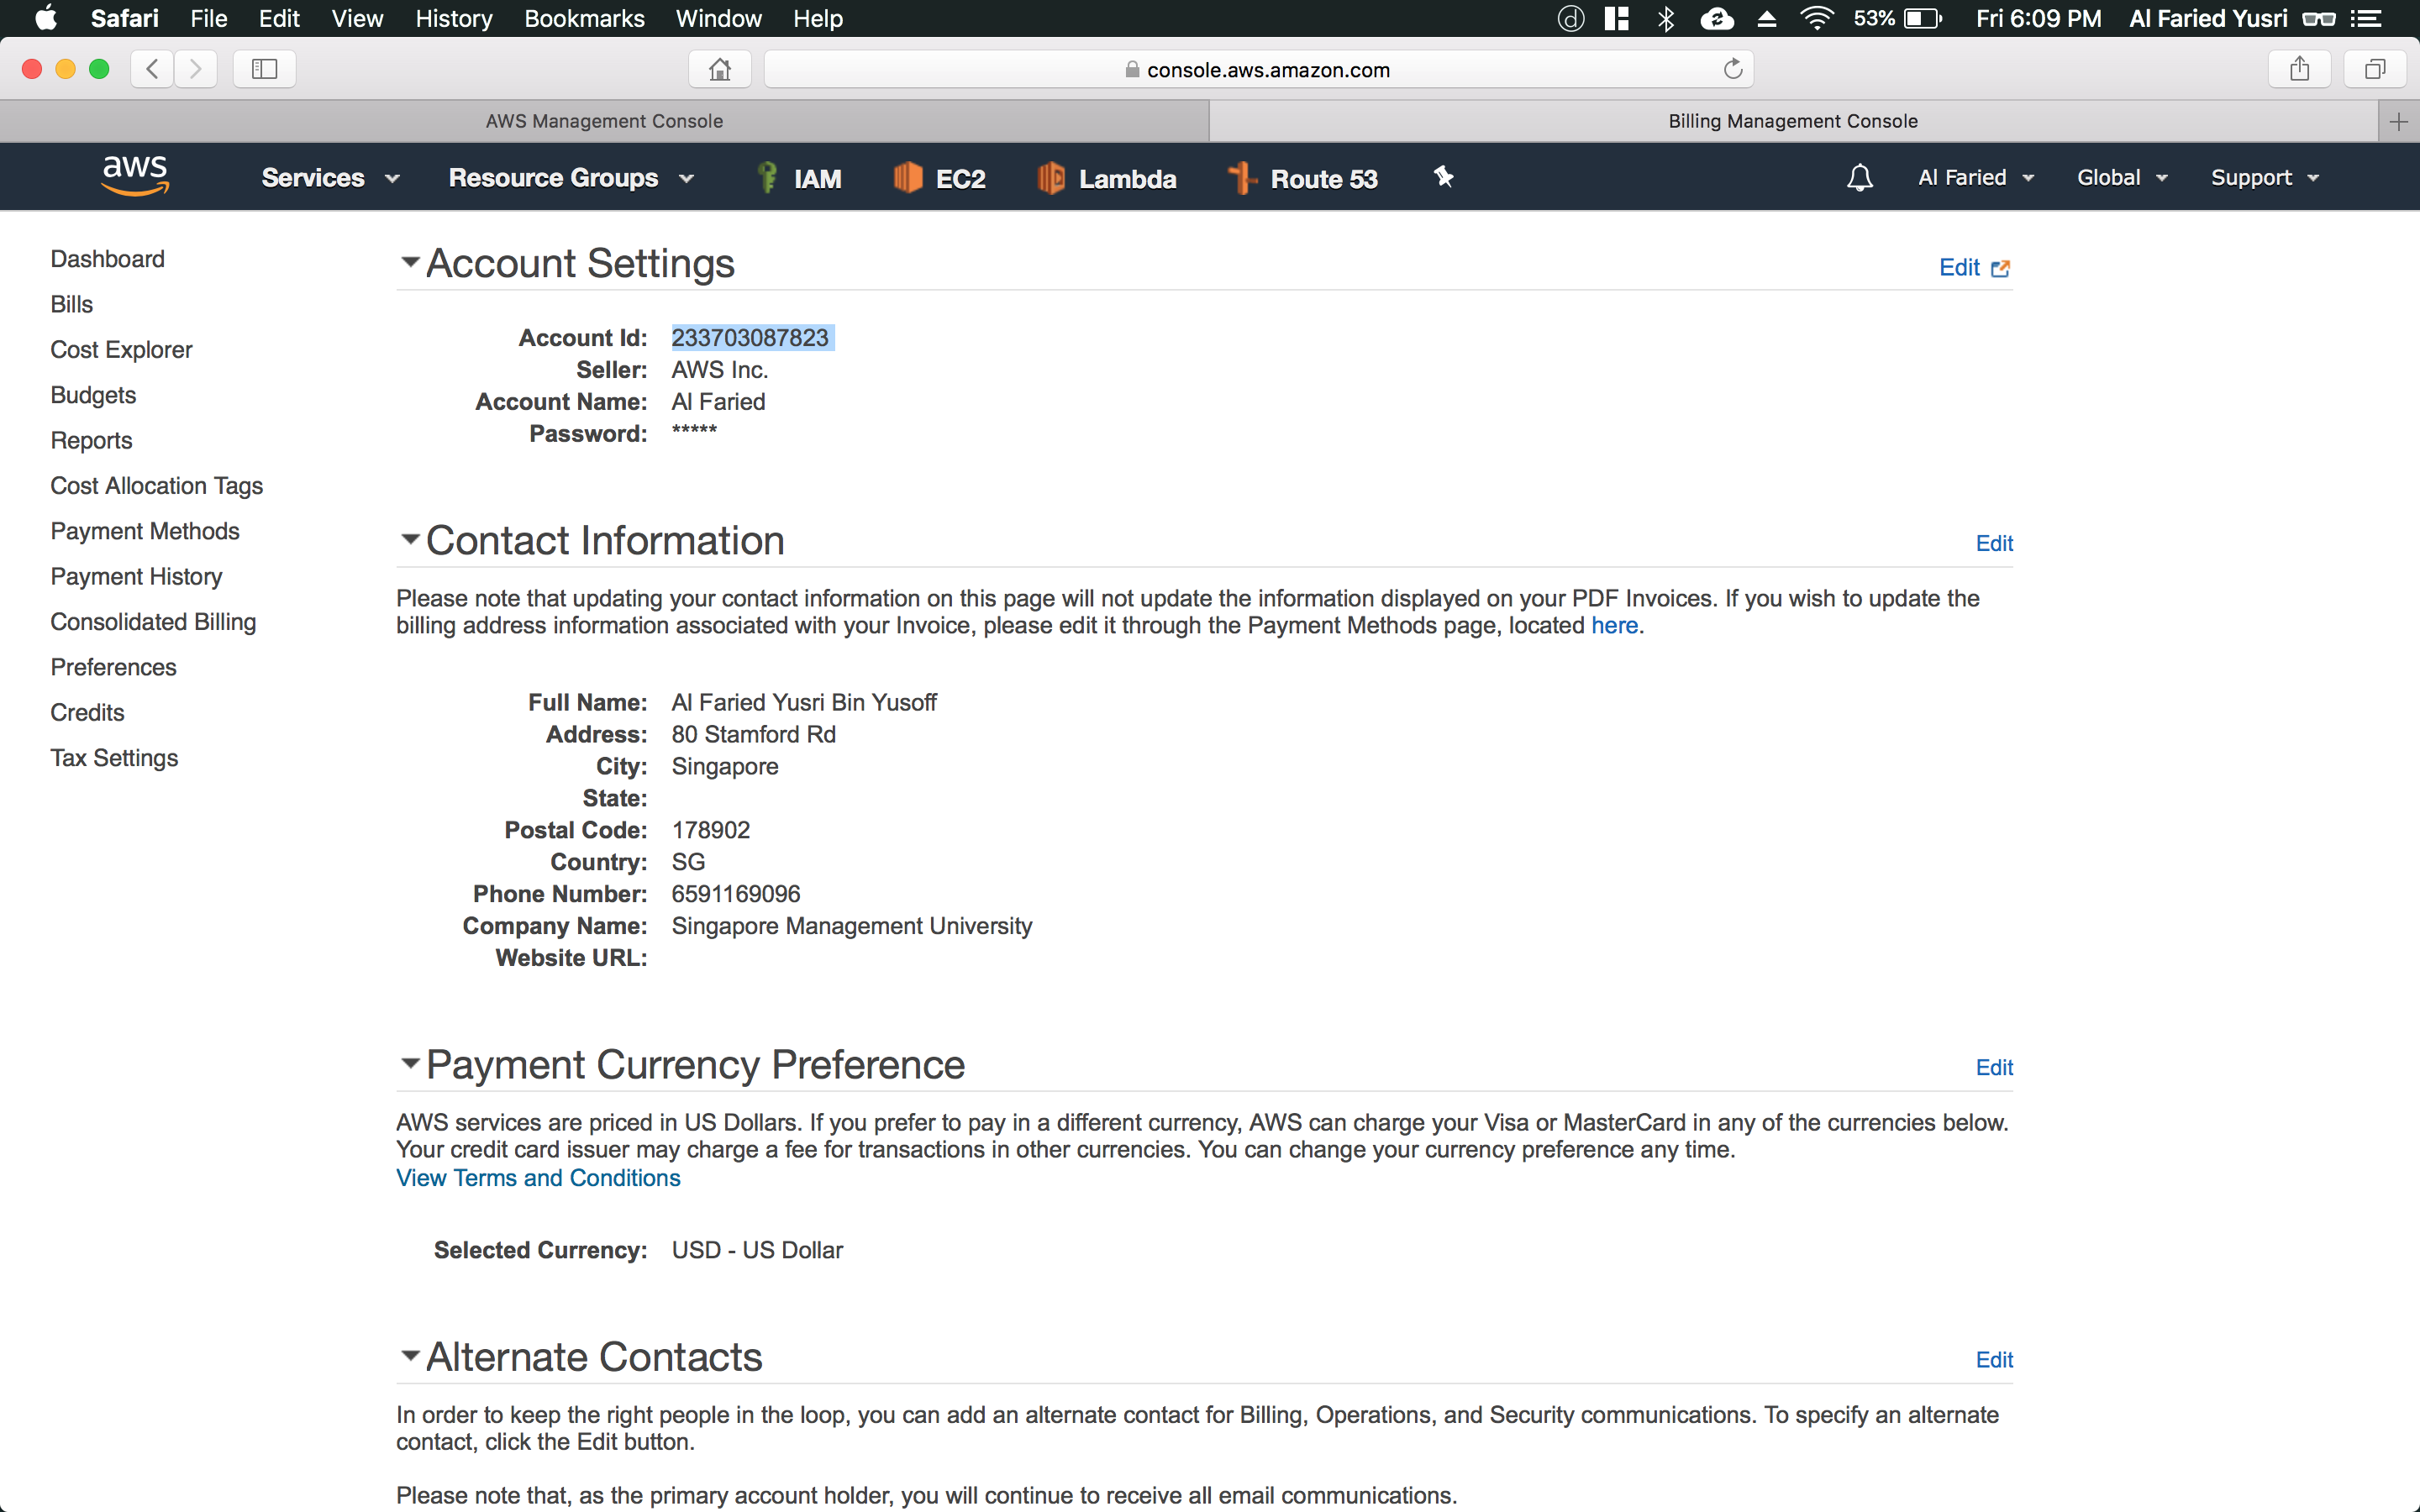 Safari File Edit View History Bookmarks Window Help 53% Fri 6:09 PM Al Faried Yusri
console.aws.amazon.com
AWS Management Console Billing Management Console
aws Services Resource Groups IAM EC2 Lambda Route 53 Al Faried Global Support
Dashboard
Bills
Cost Explorer
Budgets
Reports
Cost Allocation Tags
Payment Methods
Payment History
Consolidated Billing
Preferences
Credits
Tax Settings
Account Settings Edit
Account Id: 233703087823
Seller: AWS Inc.
Account Name: Al Faried
Password: *****
Contact Information Edit
Please note that updating your contact information on this page will not update the information displayed on your PDF Invoices. If you wish to update the
billing address information associated with your Invoice, please edit it through the Payment Methods page, located here.
Full Name: Al Faried Yusri Bin Yusoff
Address: 80 Stamford Rd
City: Singapore
State:
Postal Code: 178902
Country: SG
Phone Number: 6591169096
Company Name: Singapore Management University
Website URL:
Payment Currency Preference Edit
AWS services are priced in US Dollars. If you prefer to pay in a different currency, AWS can charge your Visa or MasterCard in any of the currencies below.
Your credit card issuer may charge a fee for transactions in other currencies. You can change your currency preference any time.
View Terms and Conditions
Selected Currency: USD - US Dollar
Alternate Contacts Edit
In order to keep the right people in the loop, you can add an alternate contact for Billing, Operations, and Security communications. To specify an alternate
contact, click the Edit button.
Please note that, as the primary account holder, you will continue to receive all email communications.